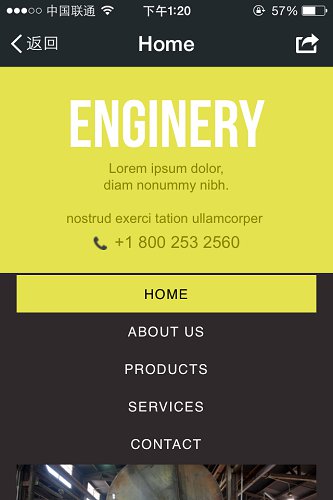 中国联通 下午1:20 57%
返回 Home
ENGINERY
Lorem ipsum dolor,
diam nonummy nibh.
nostrud exerci tation ullamcorper
+1 800 253 2560
HOME
ABOUT US
PRODUCTS
SERVICES
CONTACT